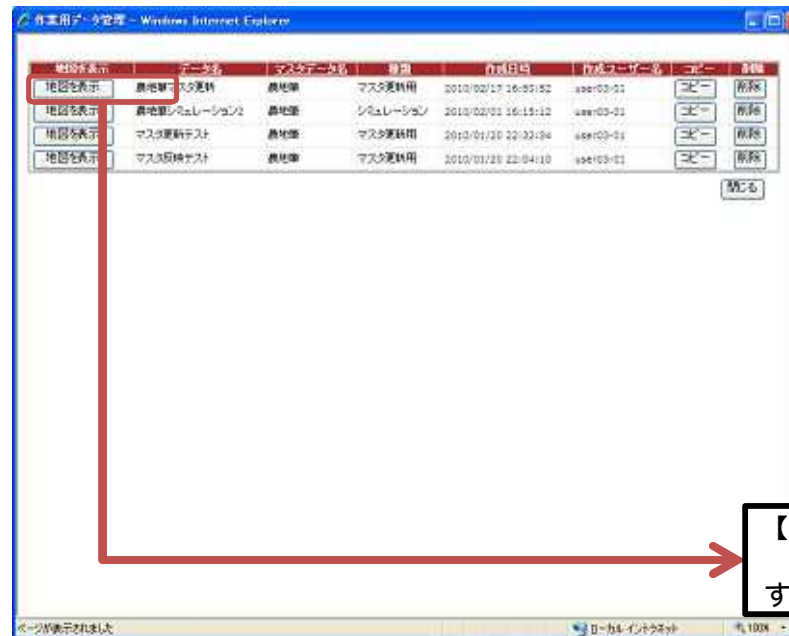 作業用データ管理 - Windows Internet Explorer
地図を表示 データ名 マスタデータ名 種類 作成日時 作成ユーザー名 コピー 削除
地図を表示 農地筆マスタ更新 農地筆 マスタ更新用 2010/02/17 16:55:52 user03-01 コピー 削除
地図を表示 農地筆シミュレーション2 農地筆 シミュレーション 2010/02/01 16:15:12 user03-01 コピー 削除
地図を表示 マスタ更新テスト 農地筆 マスタ更新用 2010/01/20 22:32:34 user03-01 コピー 削除
地図を表示 マスタ反映テスト 農地筆 マスタ更新用 2010/01/20 22:04:10 user03-01 コピー 削除
閉じる
【
す
ページが表示されました ローカル イントラネット 100%